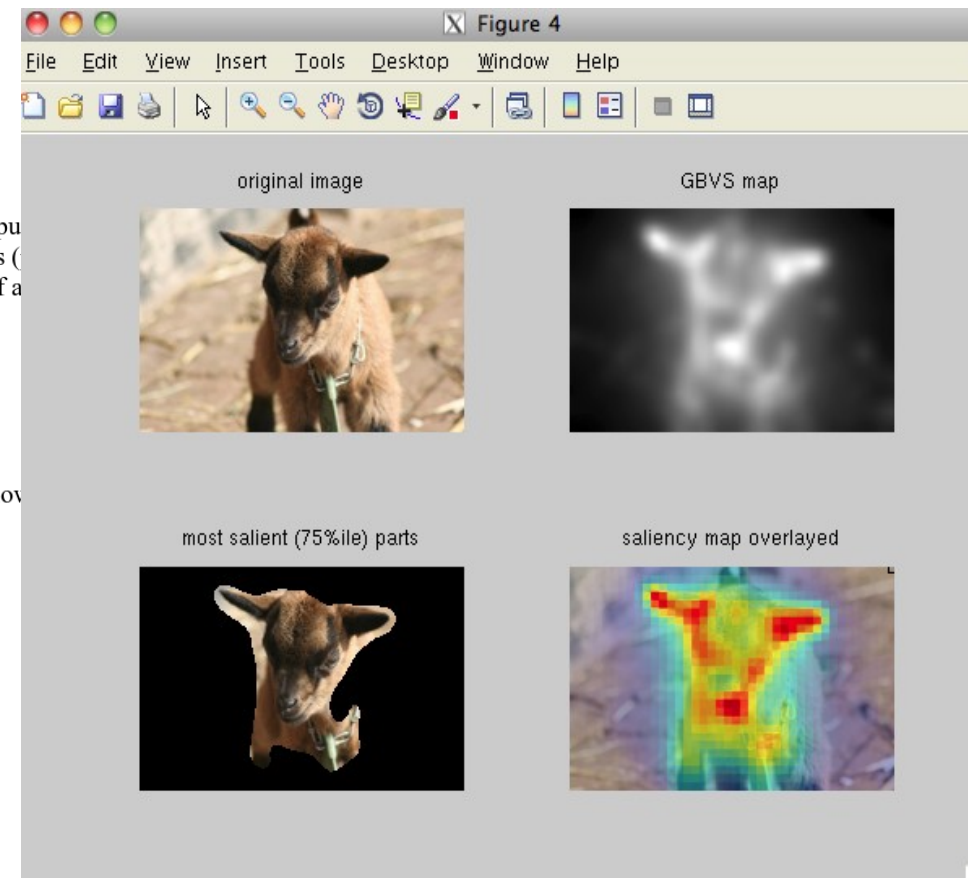 Figure 4
File Edit View Insert Tools Desktop Window Help
original image
GBVS map
most salient (75%ile) parts
saliency map overlayed